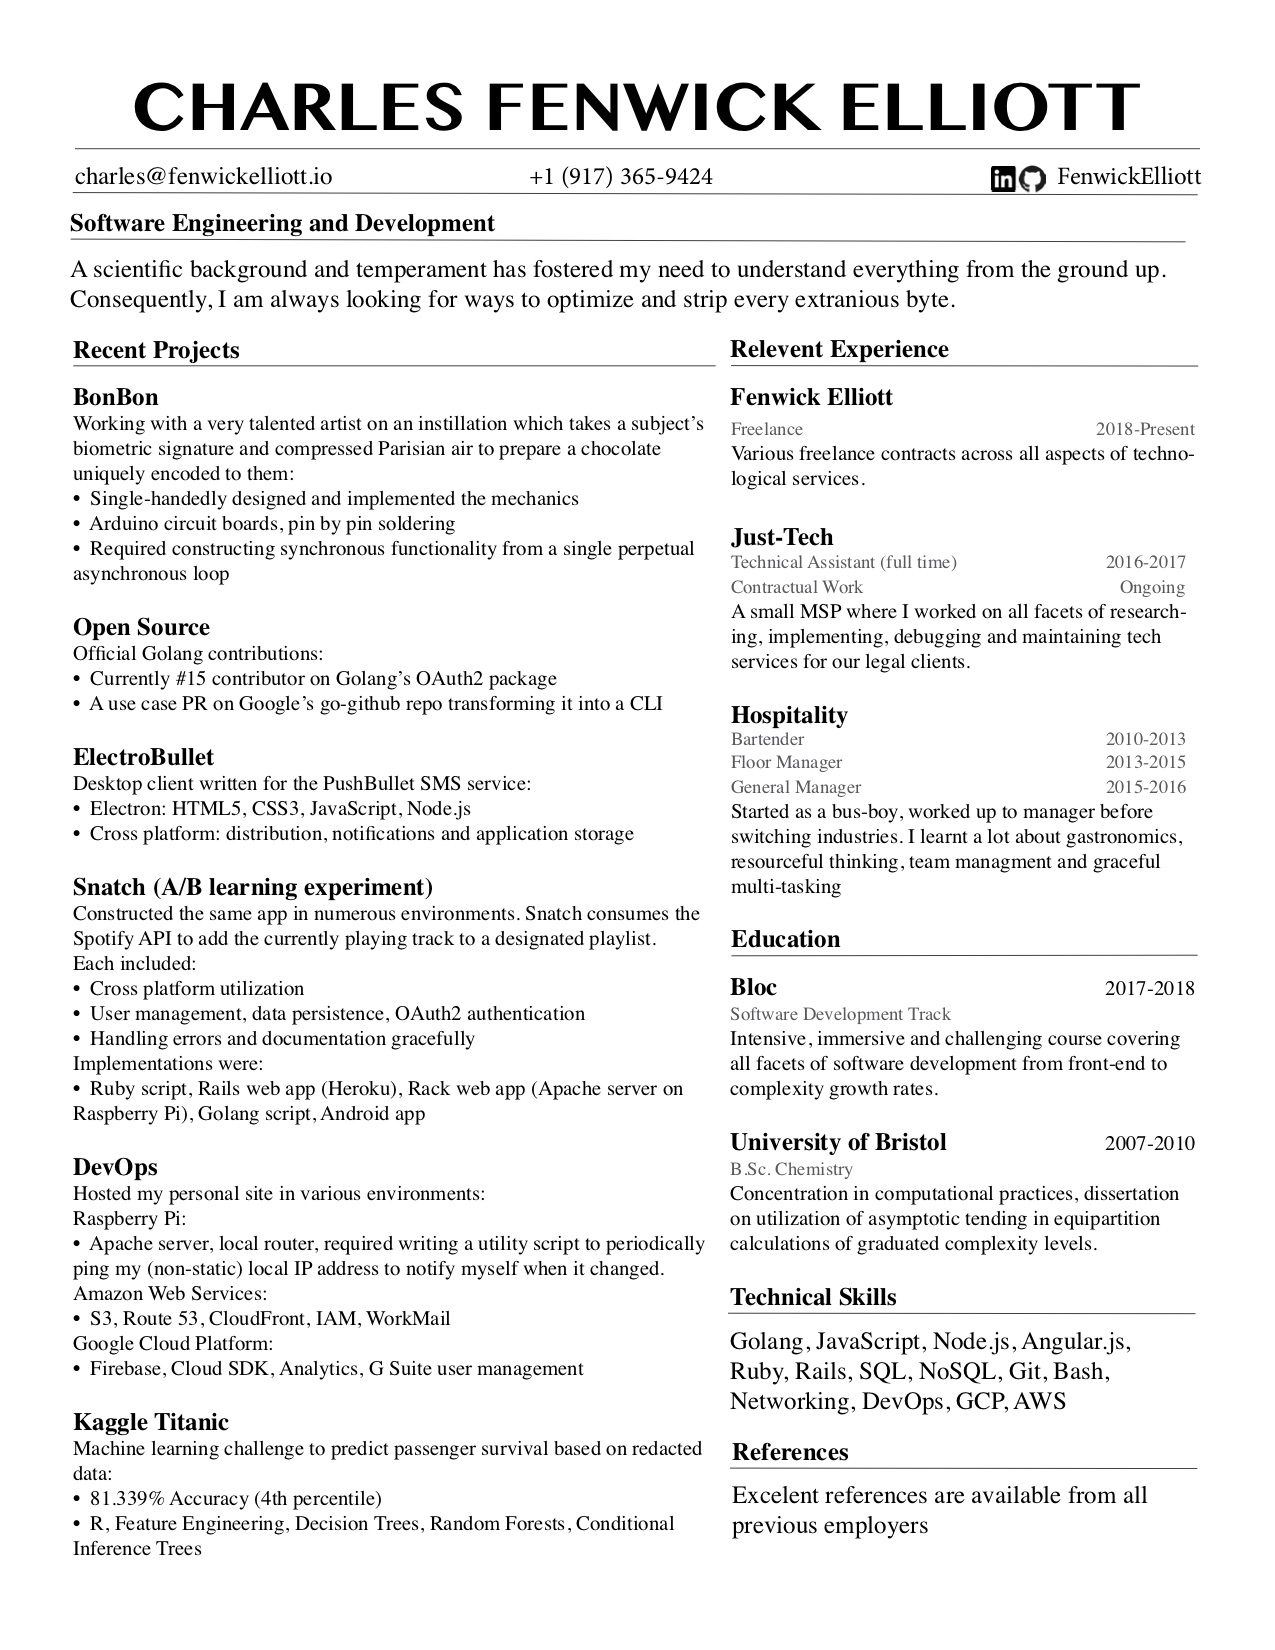 CHARLES FENWICK ELLIOTT
charles@fenwickelliott.io
+1 (917) 365-9424
in FenwickElliott
Software Engineering and Development
A scientific background and temperament has fostered my need to understand everything from the ground up.
Consequently, I am always looking for ways to optimize and strip every extranious byte.
Recent Projects
BonBon
Working with a very talented artist on an instillation which takes a subject’s
biometric signature and compressed Parisian air to prepare a chocolate
uniquely encoded to them:
• Single-handedly designed and implemented the mechanics
• Arduino circuit boards, pin by pin soldering
• Required constructing synchronous functionality from a single perpetual
asynchronous loop
Open Source
Official Golang contributions:
• Currently #15 contributor on Golang’s OAuth2 package
• A use case PR on Google’s go-github repo transforming it into a CLI
ElectroBullet
Desktop client written for the PushBullet SMS service:
• Electron: HTML5, CSS3, JavaScript, Node.js
• Cross platform: distribution, notifications and application storage
Snatch (A/B learning experiment)
Constructed the same app in numerous environments. Snatch consumes the
Spotify API to add the currently playing track to a designated playlist.
Each included:
• Cross platform utilization
• User management, data persistence, OAuth2 authentication
• Handling errors and documentation gracefully
Implementations were:
• Ruby script, Rails web app (Heroku), Rack web app (Apache server on
Raspberry Pi), Golang script, Android app
DevOps
Hosted my personal site in various environments:
Raspberry Pi:
• Apache server, local router, required writing a utility script to periodically
ping my (non-static) local IP address to notify myself when it changed.
Amazon Web Services:
• S3, Route 53, CloudFront, IAM, WorkMail
Google Cloud Platform:
• Firebase, Cloud SDK, Analytics, G Suite user management
Kaggle Titanic
Machine learning challenge to predict passenger survival based on redacted
data:
• 81.339% Accuracy (4th percentile)
• R, Feature Engineering, Decision Trees, Random Forests, Conditional
Inference Trees
Relevent Experience
Fenwick Elliott
Freelance 2018-Present
Various freelance contracts across all aspects of techno-
logical services.
Just-Tech
Technical Assistant (full time) 2016-2017
Contractual Work Ongoing
A small MSP where I worked on all facets of research-
ing, implementing, debugging and maintaining tech
services for our legal clients.
Hospitality
Bartender 2010-2013
Floor Manager 2013-2015
General Manager 2015-2016
Started as a bus-boy, worked up to manager before
switching industries. I learnt a lot about gastronomics,
resourceful thinking, team managment and graceful
multi-tasking
Education
Bloc 2017-2018
Software Development Track
Intensive, immersive and challenging course covering
all facets of software development from front-end to
complexity growth rates.
University of Bristol 2007-2010
B.Sc. Chemistry
Concentration in computational practices, dissertation
on utilization of asymptotic tending in equipartition
calculations of graduated complexity levels.
Technical Skills
Golang, JavaScript, Node.js, Angular.js,
Ruby, Rails, SQL, NoSQL, Git, Bash,
Networking, DevOps, GCP, AWS
References
Excelent references are available from all
previous employers